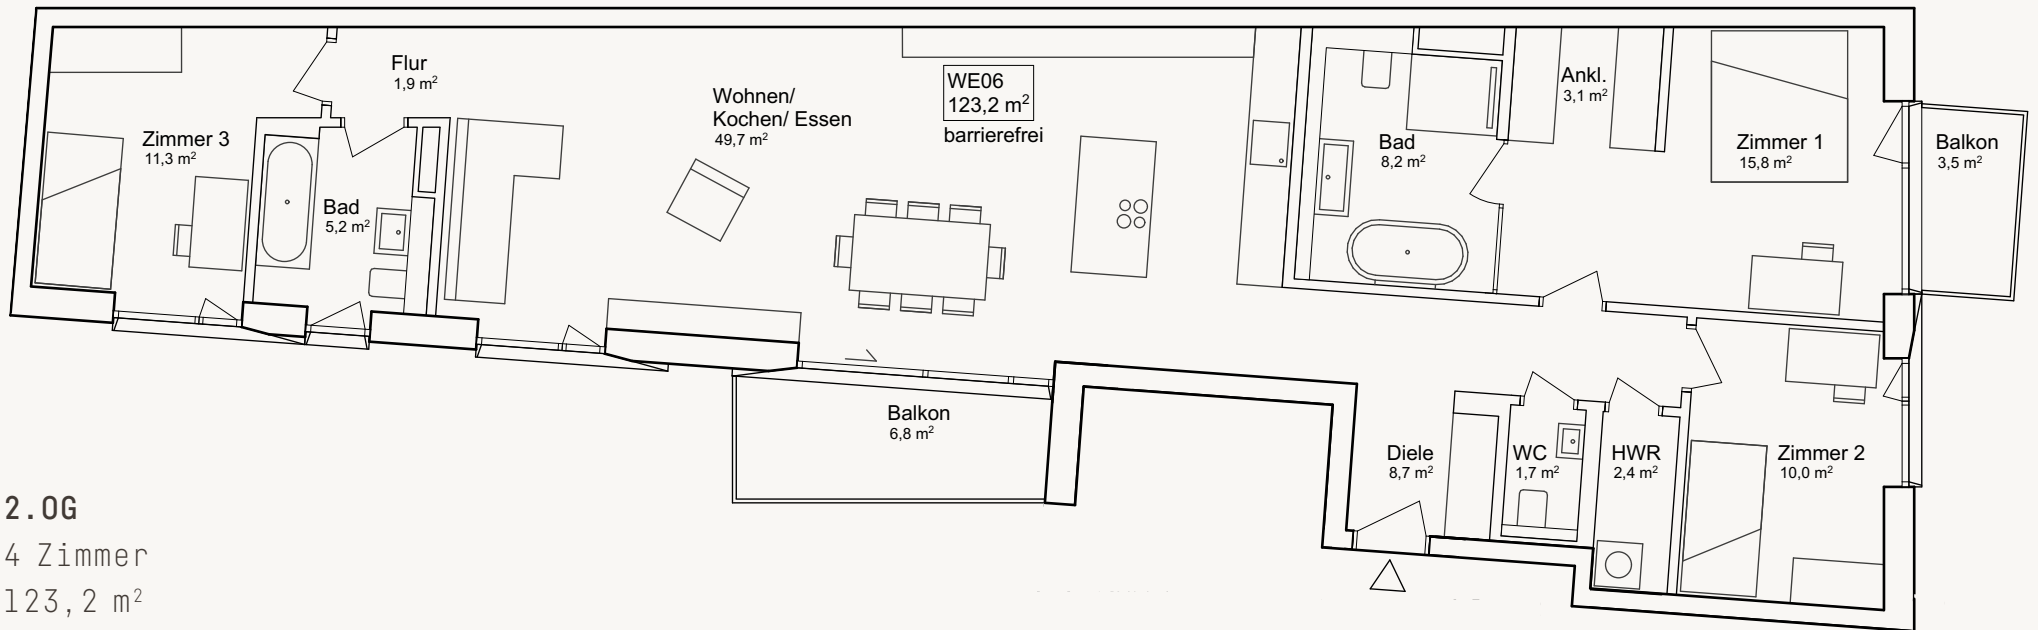 Flur
1,9 m²
Wohnen/
Kochen/ Essen
49,7 m²
WE06
123,2 m²
barrierefrei
Ankl.
3,1 m²
Zimmer 3
11,3 m²
Bad
8,2 m²
Zimmer 1
15,8 m²
Balkon
3,5 m²
Bad
5,2 m²
Balkon
6,8 m²
Diele
8,7 m²
WC
1,7 m²
HWR
2,4 m²
Zimmer 2
10,0 m²
2.OG
4 Zimmer
123,2 m²